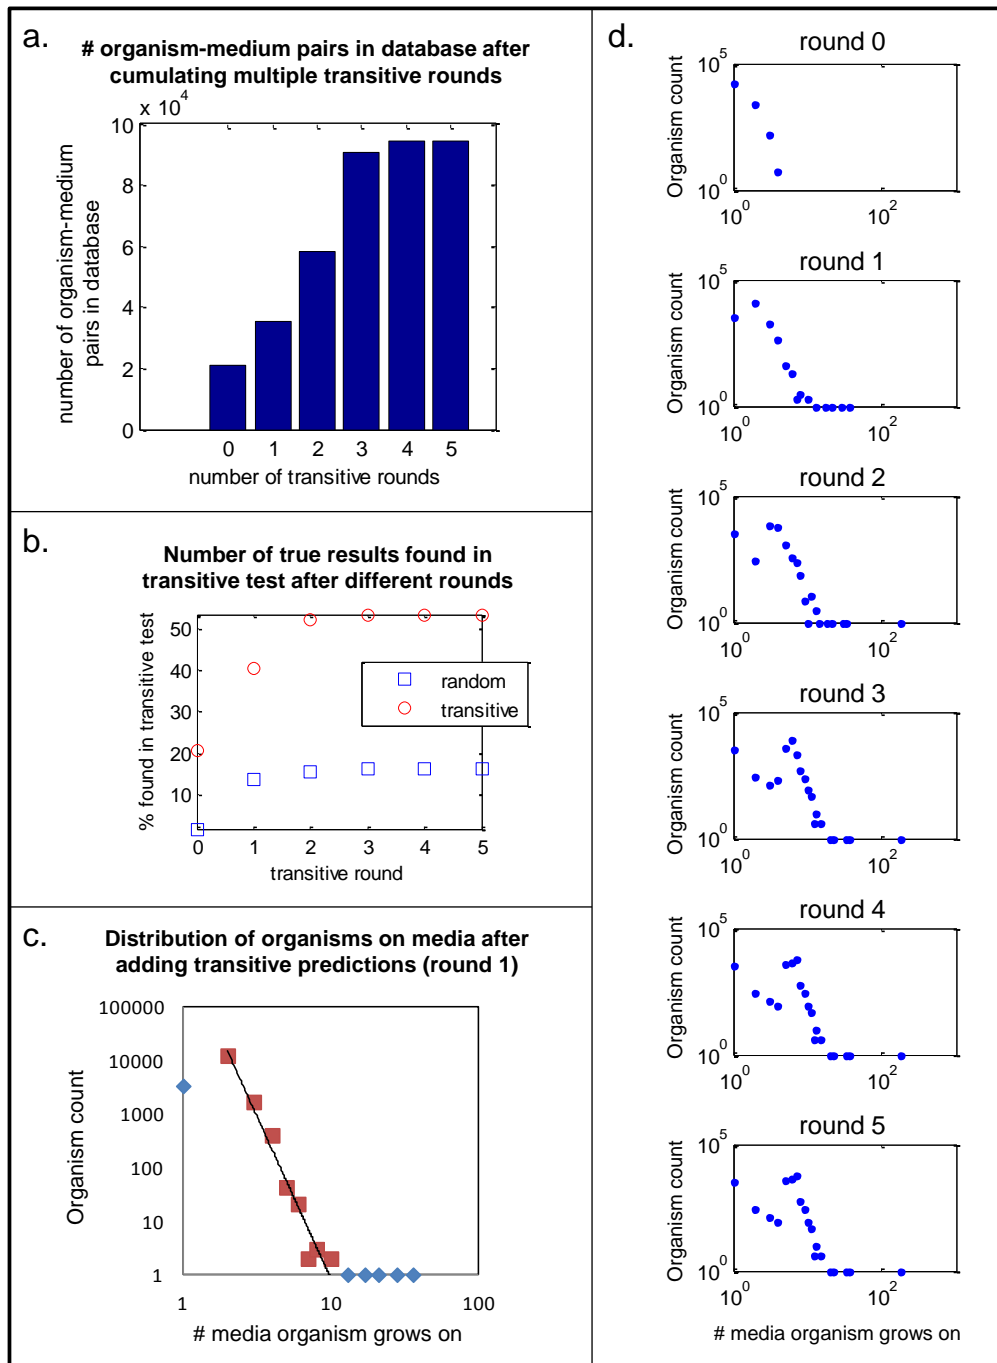 a.
# organism-medium pairs in database after
cumulating multiple transitive rounds
x 10^4
10
8
6
4
2
0
number of organism-medium
pairs in database
0 1 2 3 4 5
number of transitive rounds
b.
Number of true results found in
transitive test after different rounds
50
40
30
20
10
% found in transitive test
random
transitive
0 1 2 3 4 5
transitive round
c.
Distribution of organisms on media after
adding transitive predictions (round 1)
100000
10000
1000
100
10
1
Organism count
1 10 100
# media organism grows on
d.
round 0
10^5
10^0
Organism count
10^0 10^2
round 1
10^5
10^0
Organism count
10^0 10^2
round 2
10^5
10^0
Organism count
10^0 10^2
round 3
10^5
10^0
Organism count
10^0 10^2
round 4
10^5
10^0
Organism count
10^0 10^2
round 5
10^5
10^0
Organism count
10^0 10^2
# media organism grows on